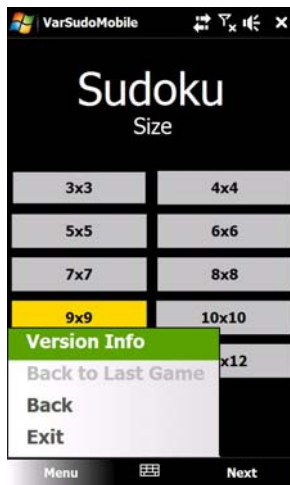 VarSudoMobile
Sudoku
Size
3x3 4x4
5x5 6x6
7x7 8x8
9x9 10x10
x12
Version Info
Back to Last Game
Back
Exit
Menu Next